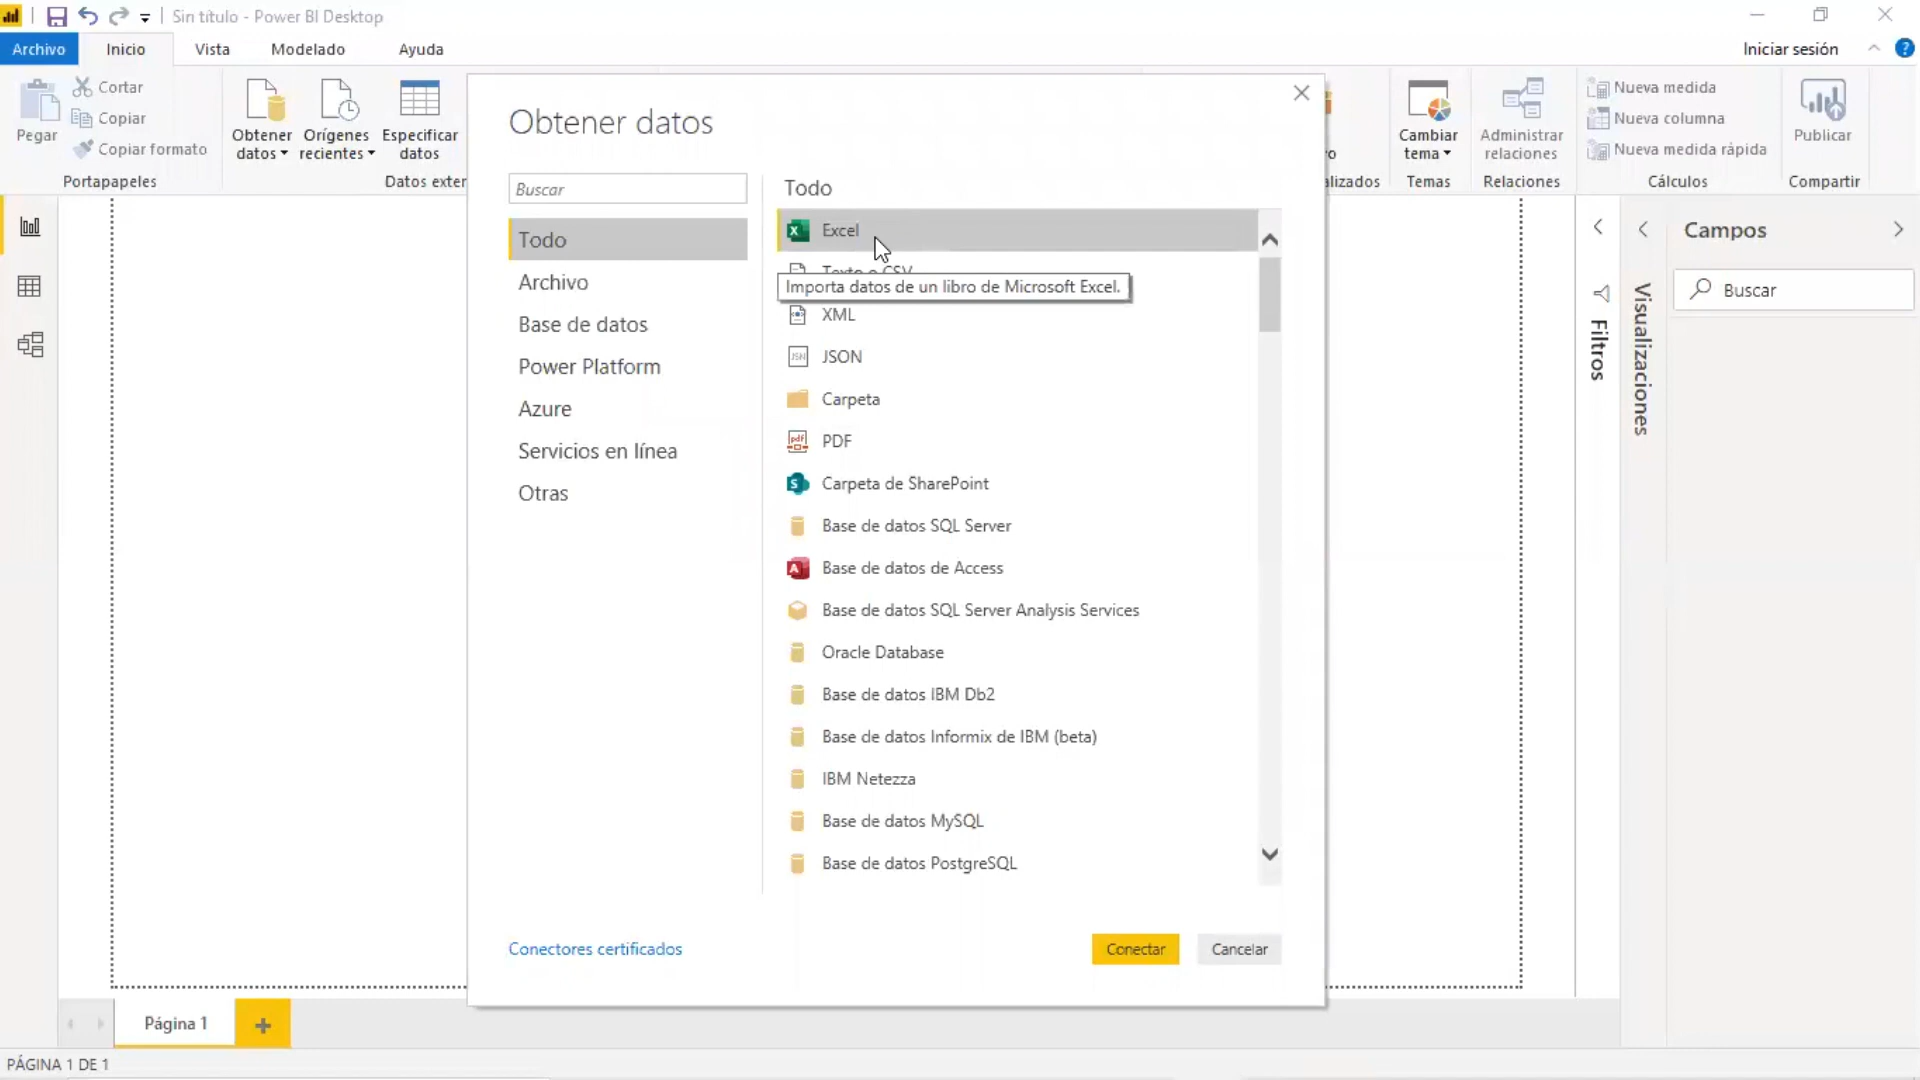 Sin título - Power BI Desktop
Archivo
Inicio
Vista
Modelado
Ayuda
Iniciar sesión
?
Pegar
Cortar
Copiar
Copiar formato
Portapapeles
Obtener
datos
Orígenes
recientes
Especificar
datos
Datos exter
ro
alizados
Cambiar
tema
Temas
Administrar
relaciones
Relaciones
Nueva medida
Nueva columna
Nueva medida rápida
Cálculos
Publicar
Compartir
Obtener datos
Buscar
Todo
Archivo
Base de datos
Power Platform
Azure
Servicios en línea
Otras
Todo
Excel
Texto o CSV
Importa datos de un libro de Microsoft Excel.
XML
JSON
Carpeta
PDF
Carpeta de SharePoint
Base de datos SQL Server
Base de datos de Access
Base de datos SQL Server Analysis Services
Oracle Database
Base de datos IBM Db2
Base de datos Informix de IBM (beta)
IBM Netezza
Base de datos MySQL
Base de datos PostgreSQL
Conectores certificados
Conectar
Cancelar
Filtros
Visualizaciones
Campos
Buscar
Página 1
PÁGINA 1 DE 1